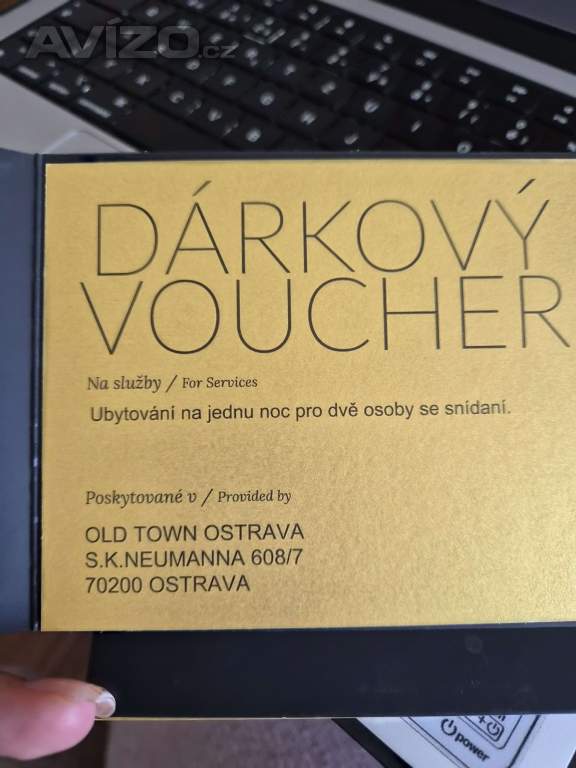 AVÍZO.cz
DÁRKOVÝ
VOUCHER
Na služby / For Services
Ubytování na jednu noc pro dvě osoby se snídaní.
Poskytované v / Provided by
OLD TOWN OSTRAVA
S.K.NEUMANNA 608/7
70200 OSTRAVA
power